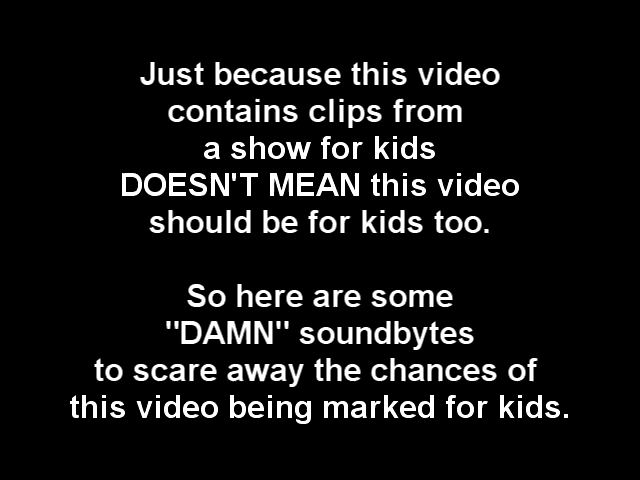 Just because this video
contains clips from
a show for kids
DOESN'T MEAN this video
should be for kids too.
So here are some
"DAMN" soundbytes
to scare away the chances of
this video being marked for kids.